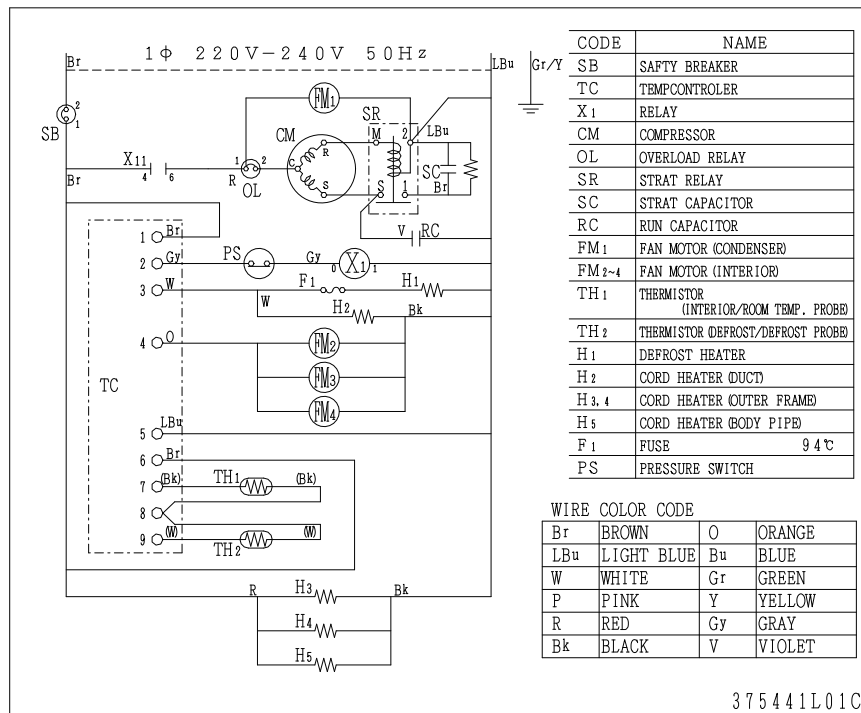 1ϕ 220V-240V 50Hz
Br
LBu
Gr/Y
SB
2
1
FM1
SR
CM
M
2
LBu
R
C
S
S
1
SC
Br
X11
4
6
Br
R
1
2
OL
V
RC
1
Br
2
Gy
PS
Gy
0
X1
1
3
W
F1
H1
W
H2
Bk
4
O
FM2
FM3
FM4
TC
5
LBu
6
Br
7
(Bk)
TH1
(Bk)
8
9
(W)
TH2
(W)
R
H3
Bk
H4
H5
CODE NAME
SB SAFTY BREAKER
TC TEMPCONTROLER
X1 RELAY
CM COMPRESSOR
OL OVERLOAD RELAY
SR STRAT RELAY
SC STRAT CAPACITOR
RC RUN CAPACITOR
FM1 FAN MOTOR (CONDENSER)
FM2~4 FAN MOTOR (INTERIOR)
TH1 THERMISTOR
(INTERIOR/ROOM TEMP. PROBE)
TH2 THERMISTOR (DEFROST/DEFROST PROBE)
H1 DEFROST HEATER
H2 CORD HEATER (DUCT)
H3,4 CORD HEATER (OUTER FRAME)
H5 CORD HEATER (BODY PIPE)
F1 FUSE 94℃
PS PRESSURE SWITCH
WIRE COLOR CODE
Br BROWN O ORANGE
LBu LIGHT BLUE Bu BLUE
W WHITE Gr GREEN
P PINK Y YELLOW
R RED Gy GRAY
Bk BLACK V VIOLET
375441L01C